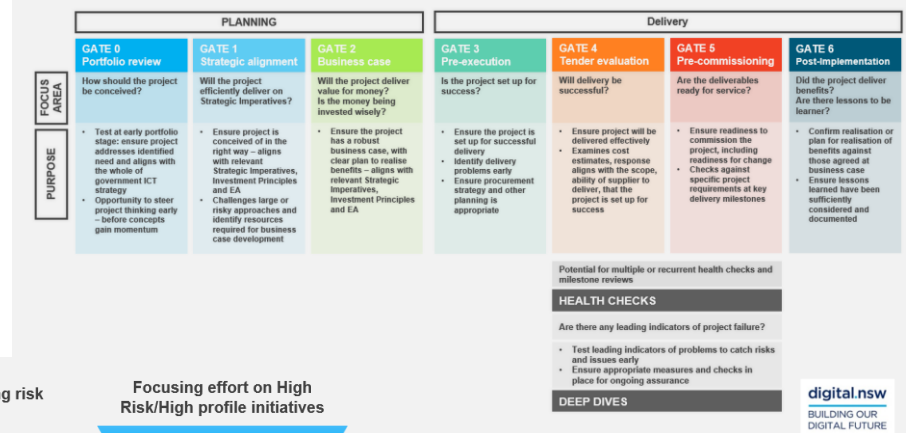 PLANNING
Delivery
GATE 0
Portfolio review
GATE 1
Strategic alignment
GATE 2
Business case
GATE 3
Pre-execution
GATE 4
Tender evaluation
GATE 5
Pre-commissioning
GATE 6
Post-Implementation
FOCUS
AREA
How should the project
be conceived?
Will the project
efficiently deliver on
Strategic Imperatives?
Will the project deliver
value for money?
Is the money being
invested wisely?
Is the project set up for
success?
Will delivery be
successful?
Are the deliverables
ready for service?
Did the project deliver
benefits?
Are there lessons to be
learner?
PURPOSE
• Test at early portfolio
stage: ensure project
addresses identified
need and aligns with
the whole of
government ICT
strategy
• Opportunity to steer
project thinking early
– before concepts
gain momentum
• Ensure project is
conceived of in the
right way – aligns
with relevant
Strategic Imperatives,
Investment Principles
and EA
• Challenges large or
risky approaches and
identify resources
required for business
case development
• Ensure the project
has a robust
business case, with
clear plan to realise
benefits – aligns with
relevant Strategic
Imperatives,
Investment Principles
and EA
• Ensure the project is
set up for successful
delivery
• Identify delivery
problems early
• Ensure procurement
strategy and other
planning is
appropriate
• Ensure project will be
delivered effectively
• Examines cost
estimates, response
aligns with the scope,
ability of supplier to
deliver, that the
project is set up for
success
• Ensure readiness to
commission the
project, including
readiness for change
• Checks against
specific project
requirements at key
delivery milestones
• Confirm realisation or
plan for realisation of
benefits against
those agreed at
business case
• Ensure lessons
learned have been
sufficiently
considered and
documented
Potential for multiple or recurrent health checks and
milestone reviews
HEALTH CHECKS
Are there any leading indicators of project failure?
• Test leading indicators of problems to catch risks
and issues early
• Ensure appropriate measures and checks in
place for ongoing assurance
DEEP DIVES
g risk
Focusing effort on High
Risk/High profile initiatives
digital.nsw
BUILDING OUR
DIGITAL FUTURE